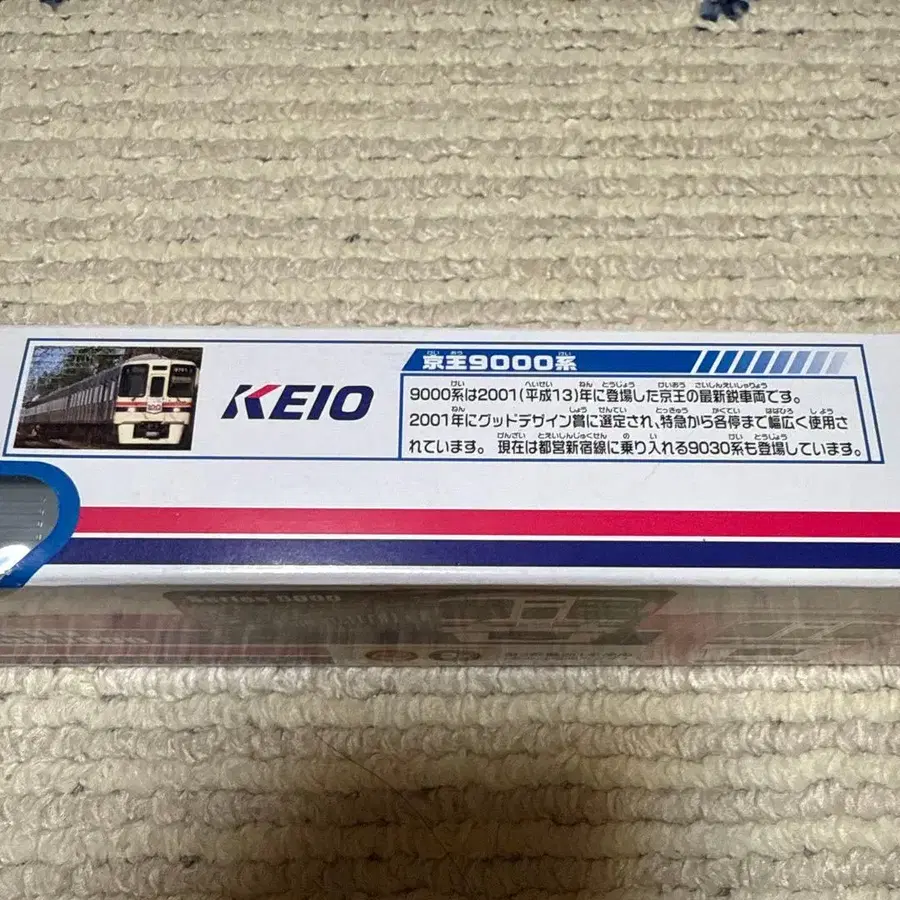 KEIO
京王9000系
9000系は2001(平成13)年に登場した京王の最新鋭車両です。
2001年にグッドデザイン賞に選定され、特急から各停まで幅広く使用さ
れています。現在は都営新宿線に乗り入れる9030系も登場しています。